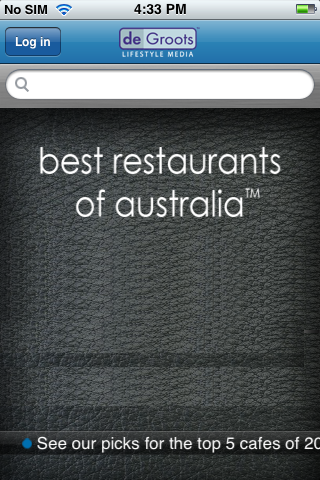 No SIM 4:33 PM
Log in
de Groots™
LIFESTYLE MEDIA
best restaurants
of australia™
See our picks for the top 5 cafes of 20